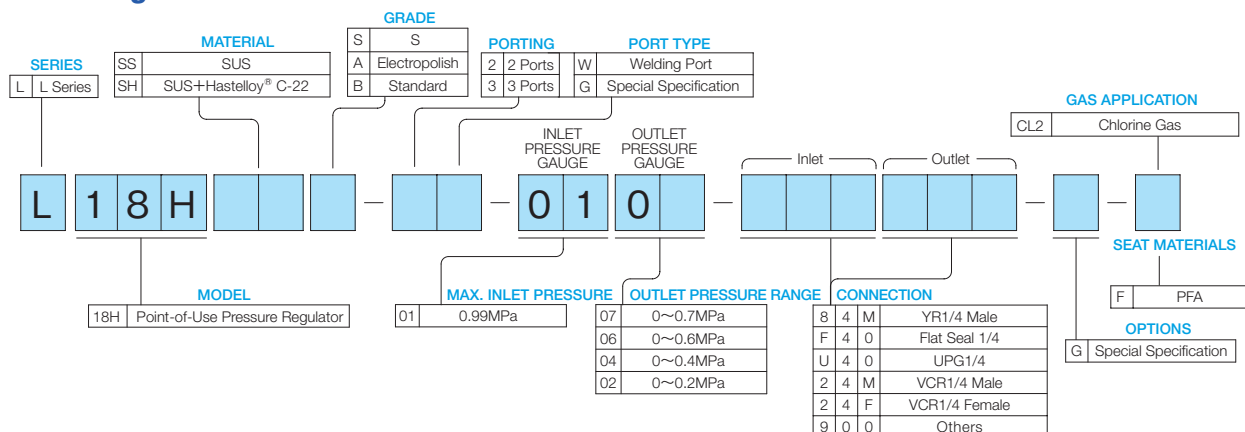 GRADE
S S
A Electropolish
B Standard
MATERIAL
SS SUS
SH SUS+Hastelloy® C-22
PORTING
2 2 Ports
3 3 Ports
PORT TYPE
W Welding Port
G Special Specification
SERIES
L L Series
GAS APPLICATION
CL2 Chlorine Gas
INLET
PRESSURE
GAUGE
OUTLET
PRESSURE
GAUGE
Inlet
Outlet
L 1 8 H — — 0 1 0 — — —
SEAT MATERIALS
F PFA
MODEL
18H Point-of-Use Pressure Regulator
MAX. INLET PRESSURE
01 0.99MPa
OUTLET PRESSURE RANGE
07 0～0.7MPa
06 0～0.6MPa
04 0～0.4MPa
02 0～0.2MPa
CONNECTION
8 4 M YR1/4 Male
F 4 0 Flat Seal 1/4
U 4 0 UPG1/4
2 4 M VCR1/4 Male
2 4 F VCR1/4 Female
9 0 0 Others
OPTIONS
G Special Specification